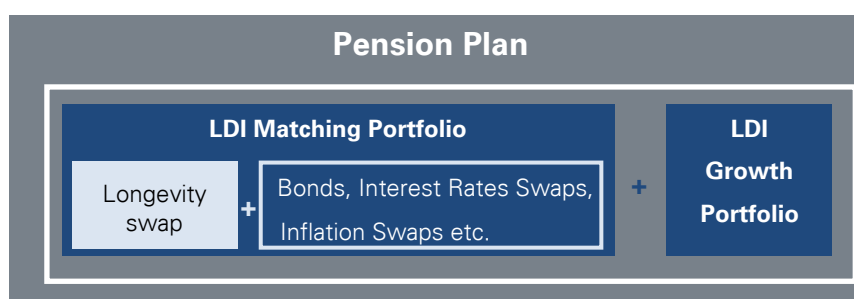 Pension Plan
LDI Matching Portfolio
Longevity
swap
+
Bonds, Interest Rates Swaps,
Inflation Swaps etc.
+
LDI
Growth
Portfolio